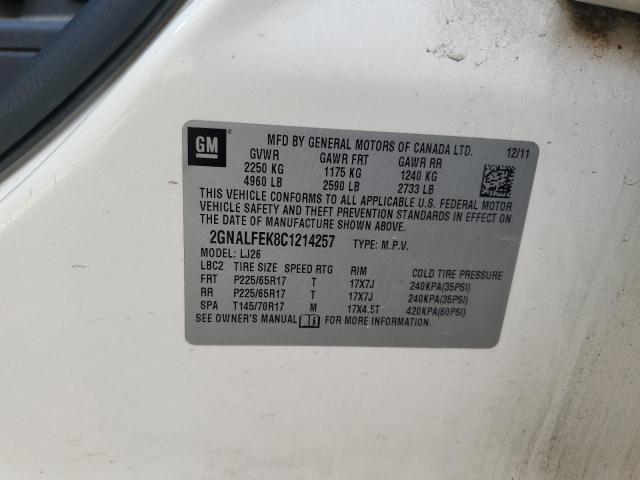 GM
MFD BY GENERAL MOTORS OF CANADA LTD.
12/11
GVWR GAWR FRT GAWR RR
2250 KG 1175 KG 1240 KG
4960 LB 2590 LB 2733 LB
THIS VEHICLE CONFORMS TO ALL APPLICABLE U.S. FEDERAL MOTOR
VEHICLE SAFETY AND THEFT PREVENTION STANDARDS IN EFFECT ON
THE DATE OF MANUFACTURE SHOWN ABOVE.
2GNALFEK8C1214257 TYPE: M.P.V.
MODEL: LJ26
LBC2 TIRE SIZE SPEED RTG RIM COLD TIRE PRESSURE
FRT P225/65R17 T 17X7J 240KPA(35PSI)
RR P225/65R17 T 17X7J 240KPA(35PSI)
SPA T145/70R17 M 17X4.5T 420KPA(60PSI)
SEE OWNER'S MANUAL FOR MORE INFORMATION.